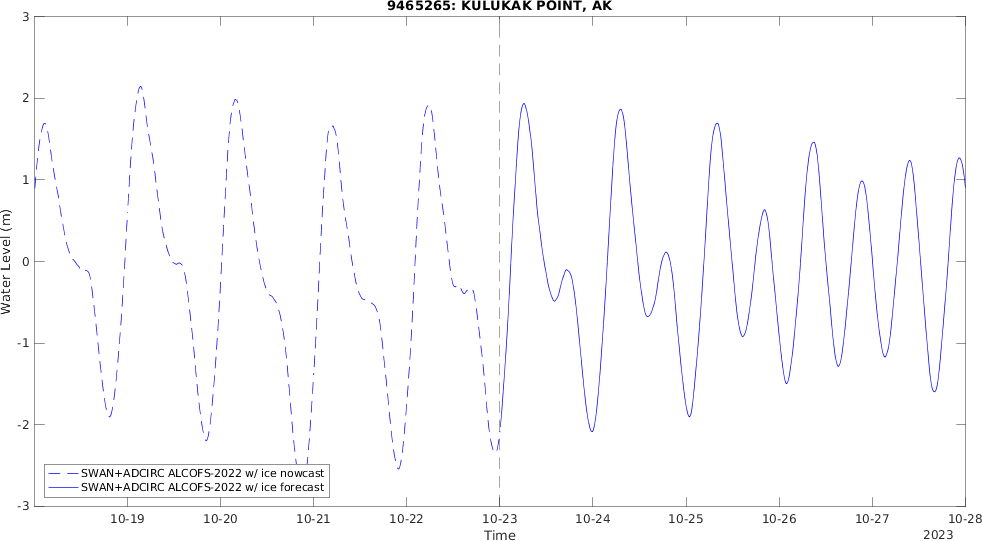 9465265: KULUKAK POINT, AK
Water Level (m)
3
2
1
0
-1
-2
-3
SWAN+ADCIRC ALCOFS-2022 w/ ice nowcast
SWAN+ADCIRC ALCOFS-2022 w/ ice forecast
10-19 10-20 10-21 10-22 10-23 10-24 10-25 10-26 10-27 10-28
Time
2023